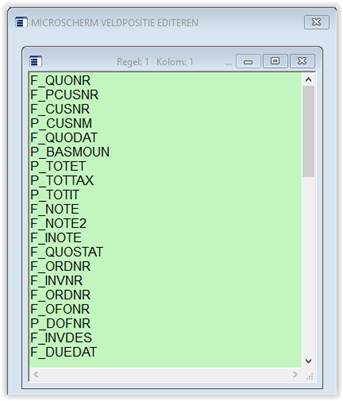 MICROSCHERM VELDPOSITIE EDITEREN
Regel: 1 Kolom: 1 ...
F_QUONR
F_PCUSNR
F_CUSNR
P_CUSNM
F_QUODAT
P_BASMOUN
P_TOTET
P_TOTTAX
P_TOTIT
F_NOTE
F_NOTE2
F_INOTE
F_QUOSTAT
F_ORDNR
F_INVNR
F_ORDNR
F_OFONR
P_DOFNR
F_INVDES
F_DUEDAT